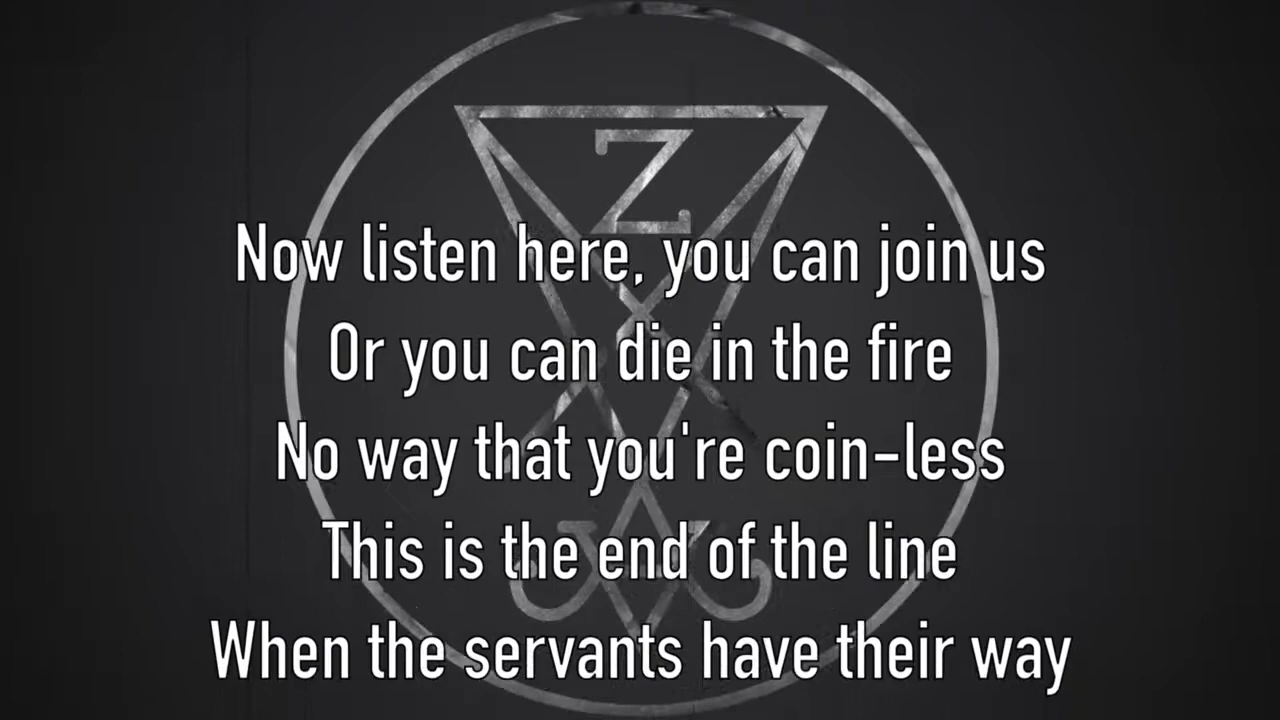 Z
Now listen here, you can join us
Or you can die in the fire
No way that you're coin-less
This is the end of the line
When the servants have their way